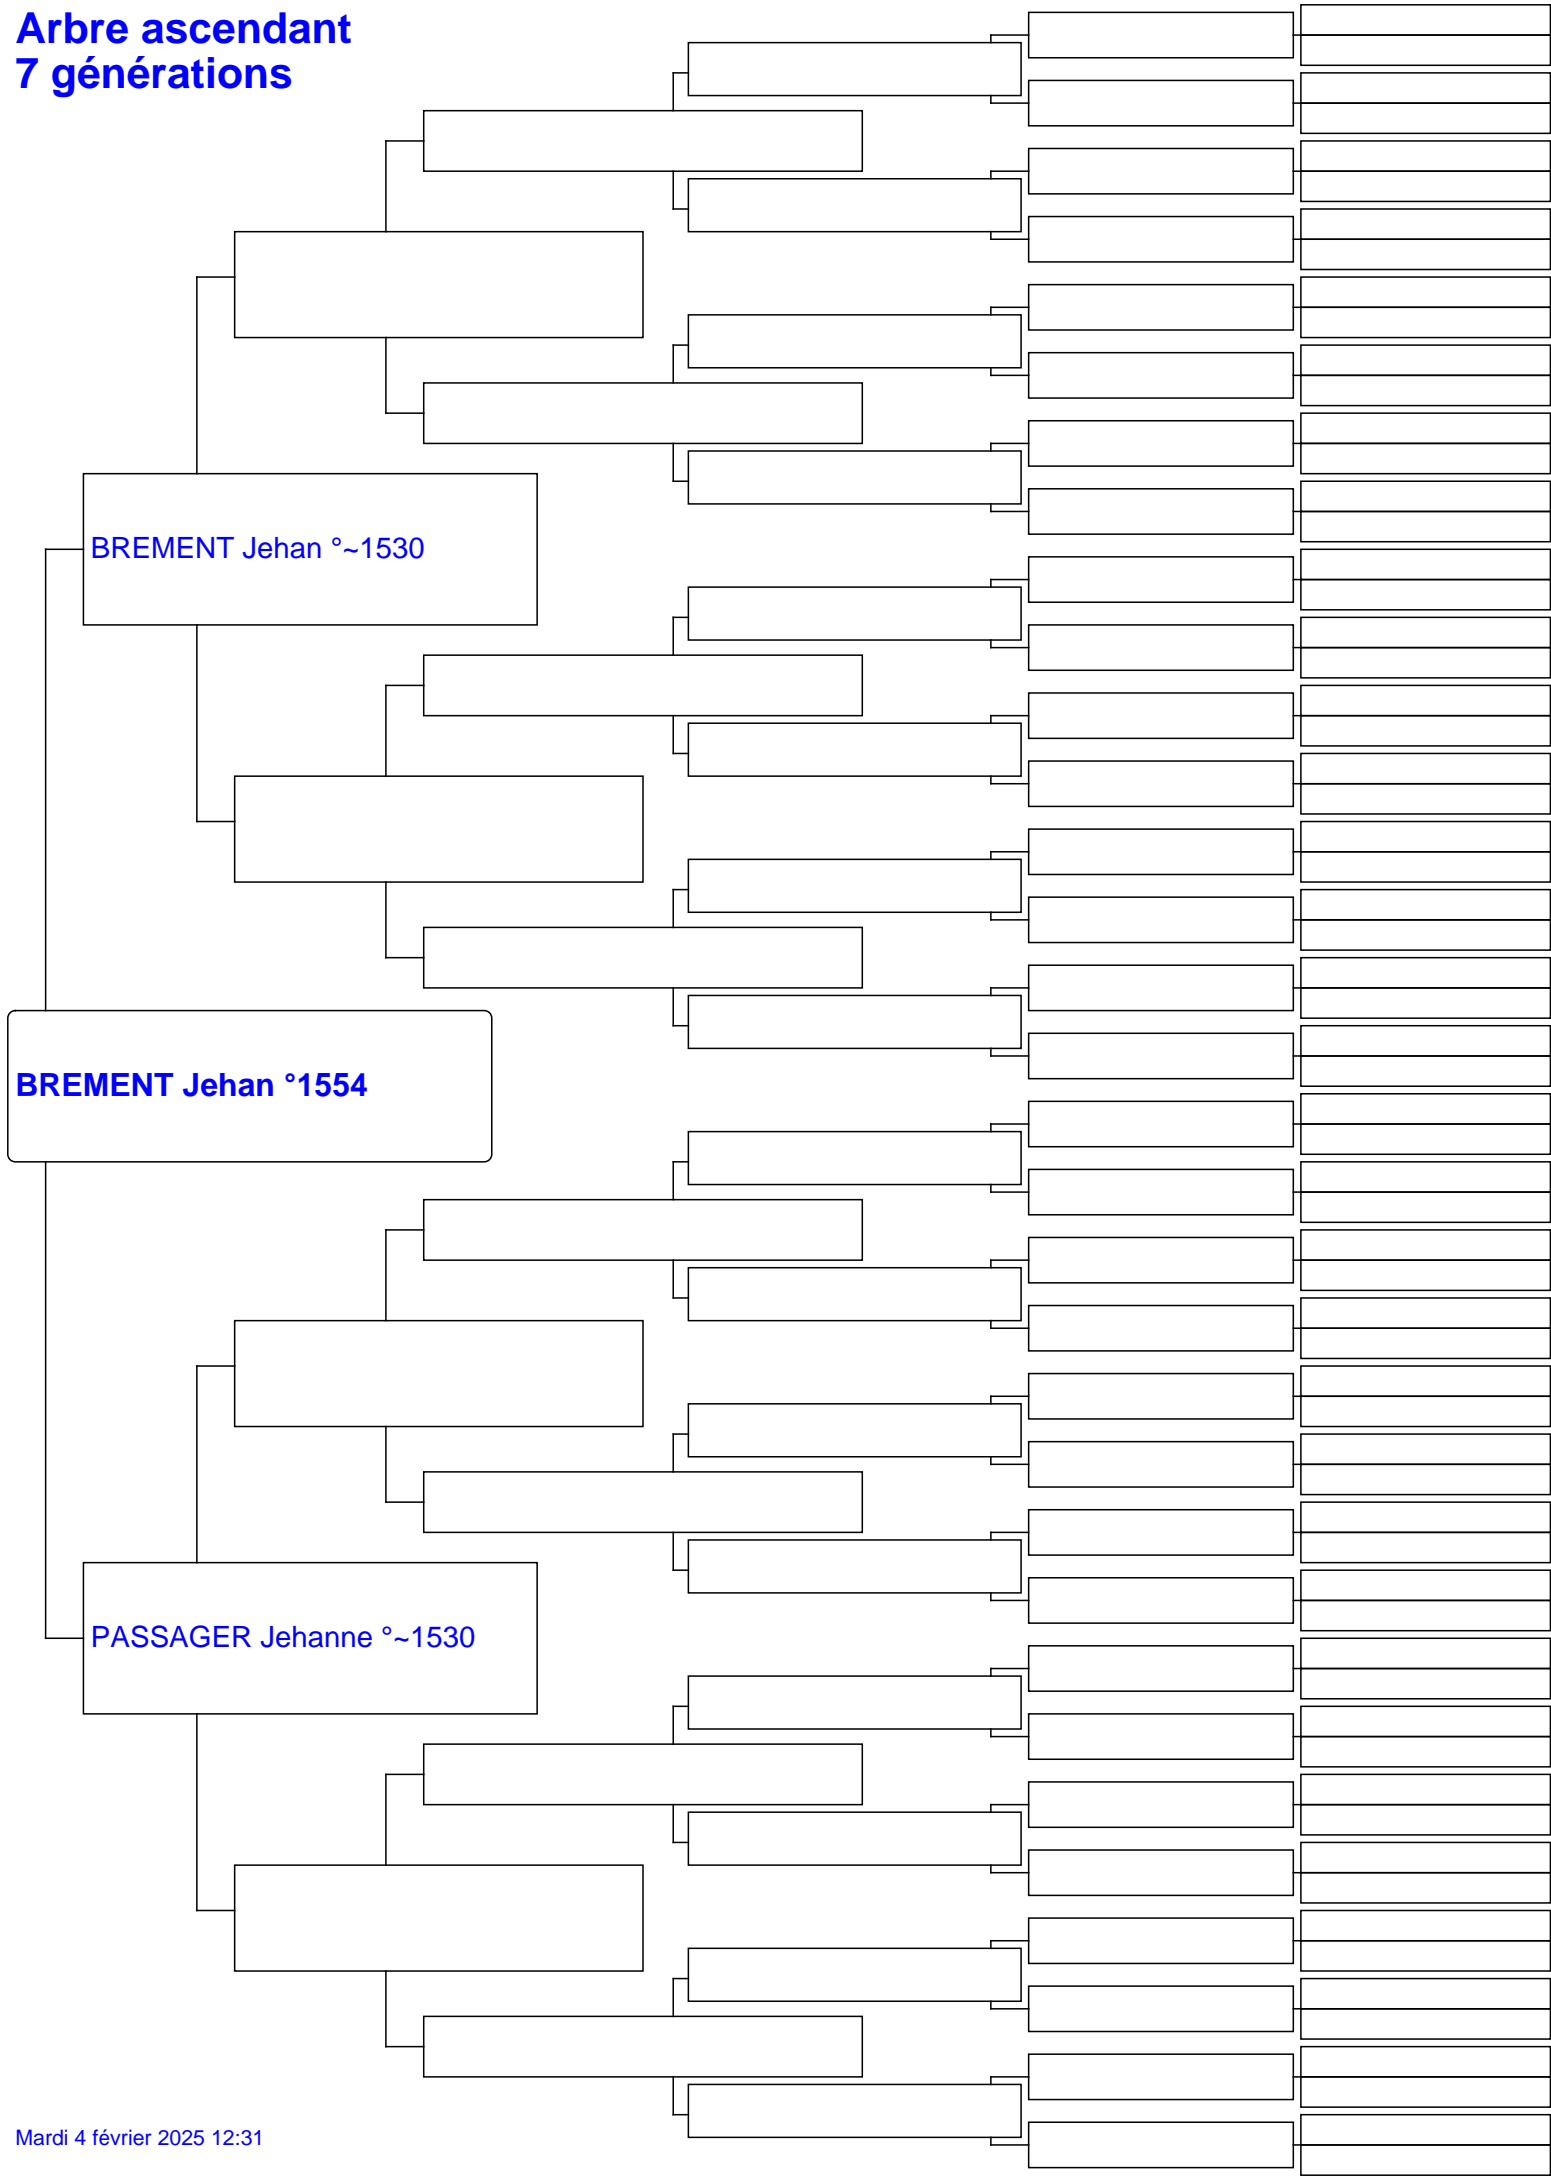 Arbre ascendant
7 générations
BREMENT Jehan °~1530
BREMENT Jehan °1554
PASSAGER Jehanne °~1530
Mardi 4 février 2025 12:31